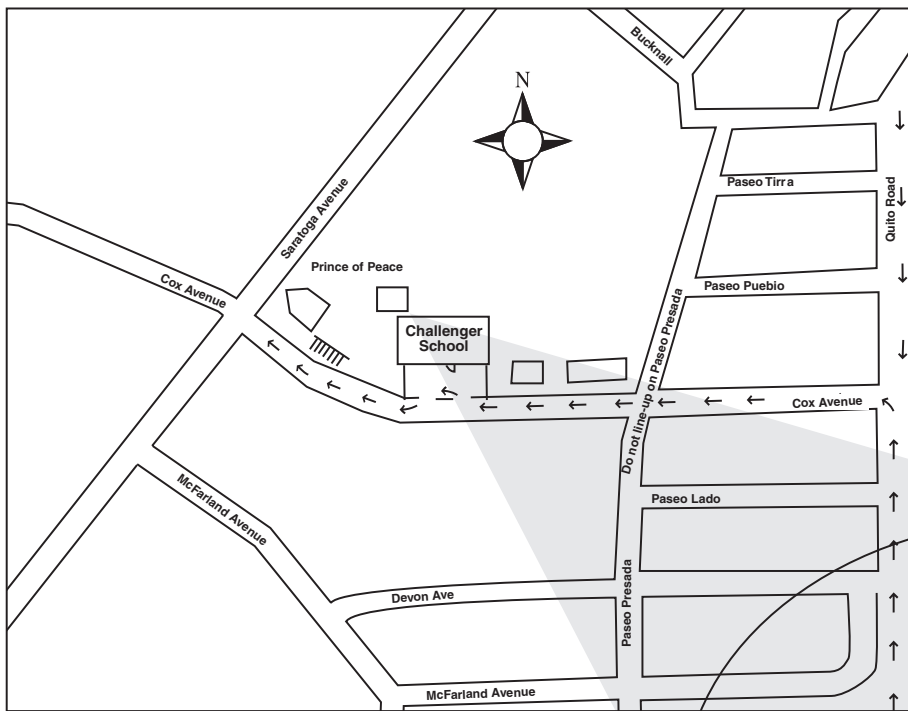 Bucknall
N
Paseo Tirra
Quito Road
Saratoga Avenue
Prince of Peace
Cox Avenue
Paseo Puebio
Challenger
School
Do not line-up on Paseo Presada
Cox Avenue
McFarland Avenue
Paseo Lado
Devon Ave
Paseo Presada
McFarland Avenue